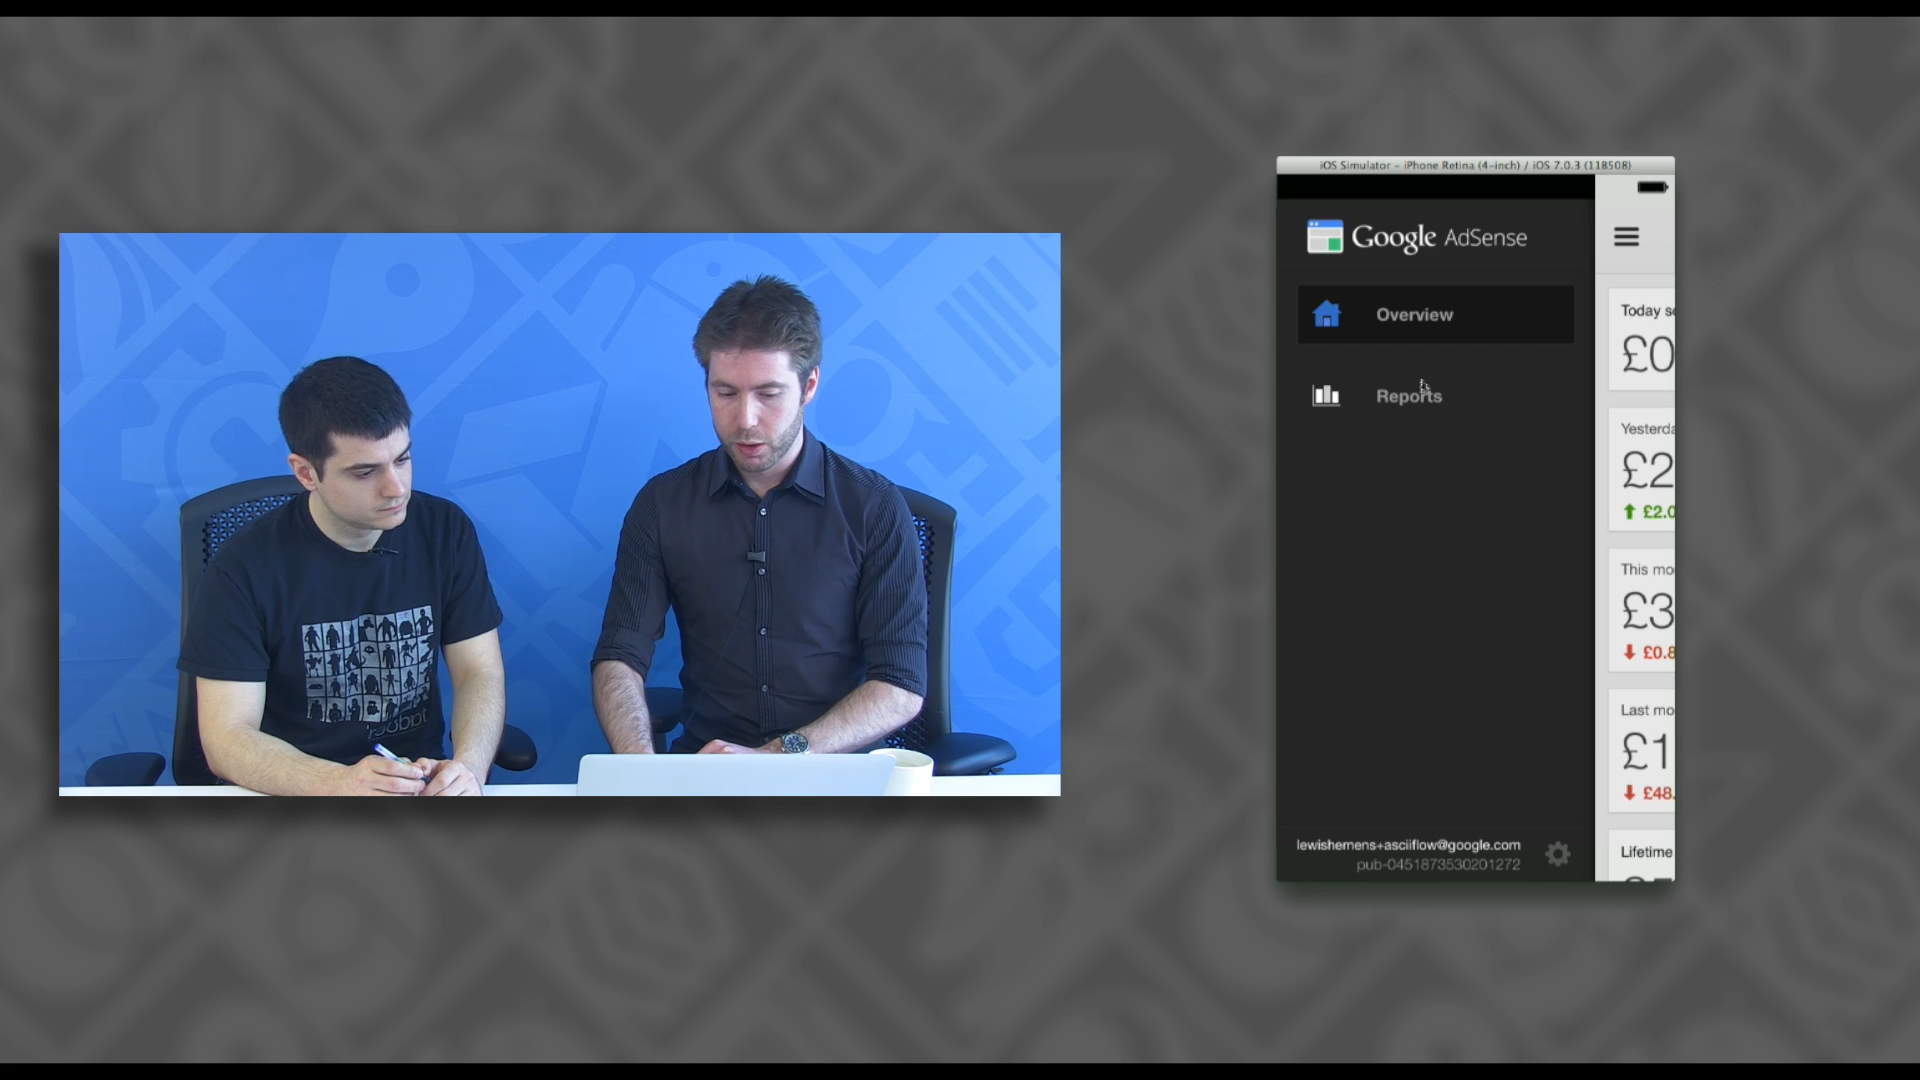 iOS Simulator - iPhone Retina (4-inch) / iOS 7.0.3 (11B508)
Google AdSense
Overview
Reports
Today so
£0
Yesterda
£2
£2.0
This mo
£3
£0.8
Last mo
£1
£48.
Lifetime
lewishemens+asciiflow@google.com
pub-0451873530201272